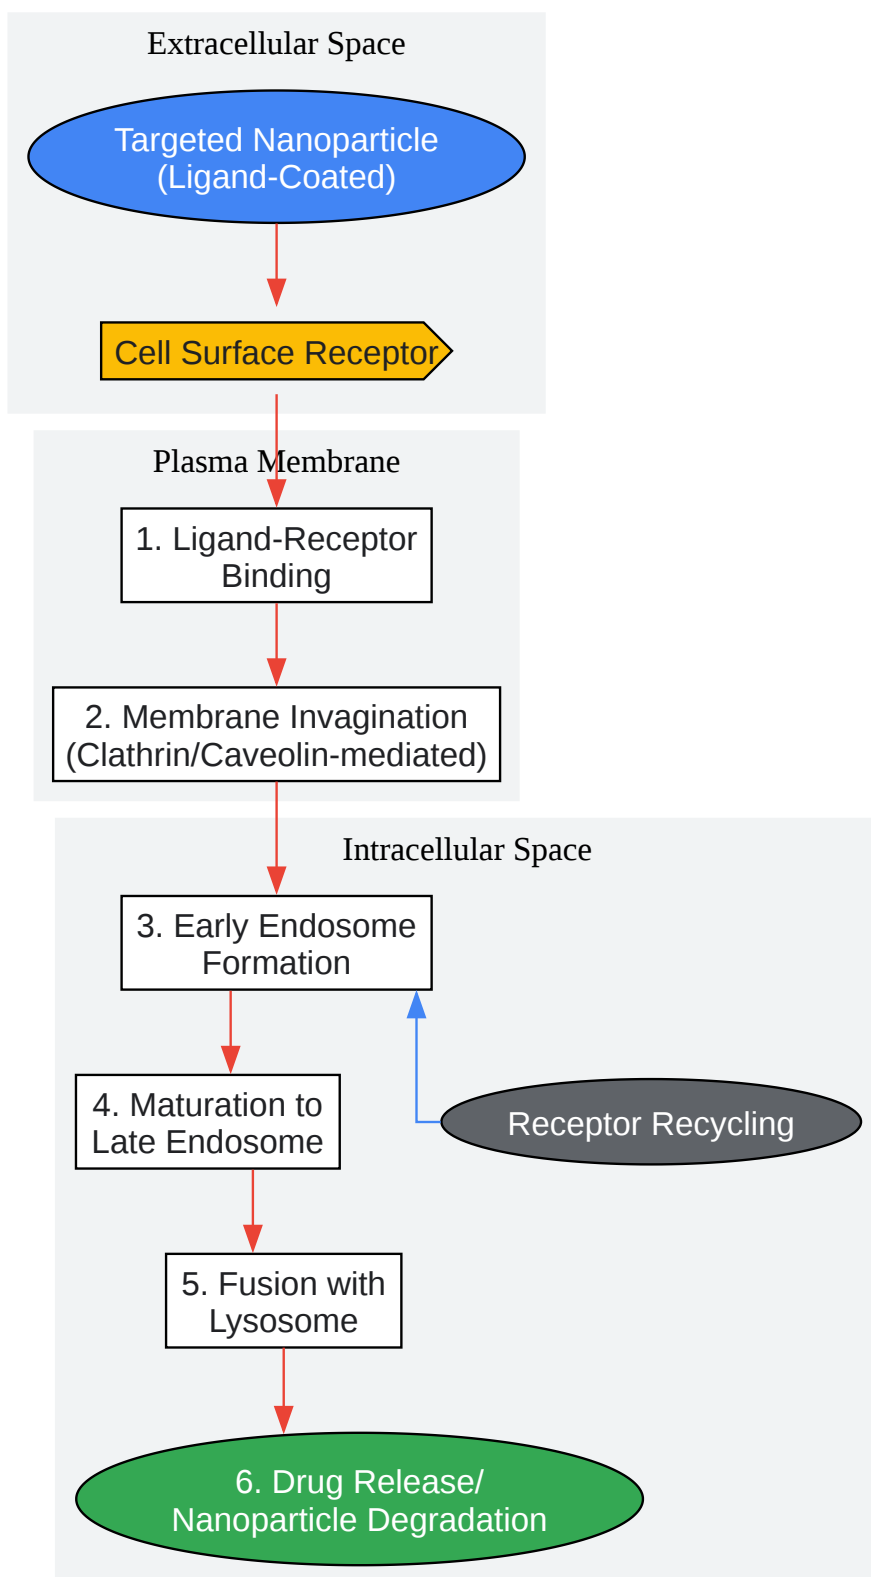 Extracellular Space
Targeted Nanoparticle
(Ligand-Coated)
Cell Surface Receptor
Plasma Membrane
1. Ligand-Receptor
Binding
2. Membrane Invagination
(Clathrin/Caveolin-mediated)
Intracellular Space
3. Early Endosome
Formation
4. Maturation to
Late Endosome
Receptor Recycling
5. Fusion with
Lysosome
6. Drug Release/
Nanoparticle Degradation